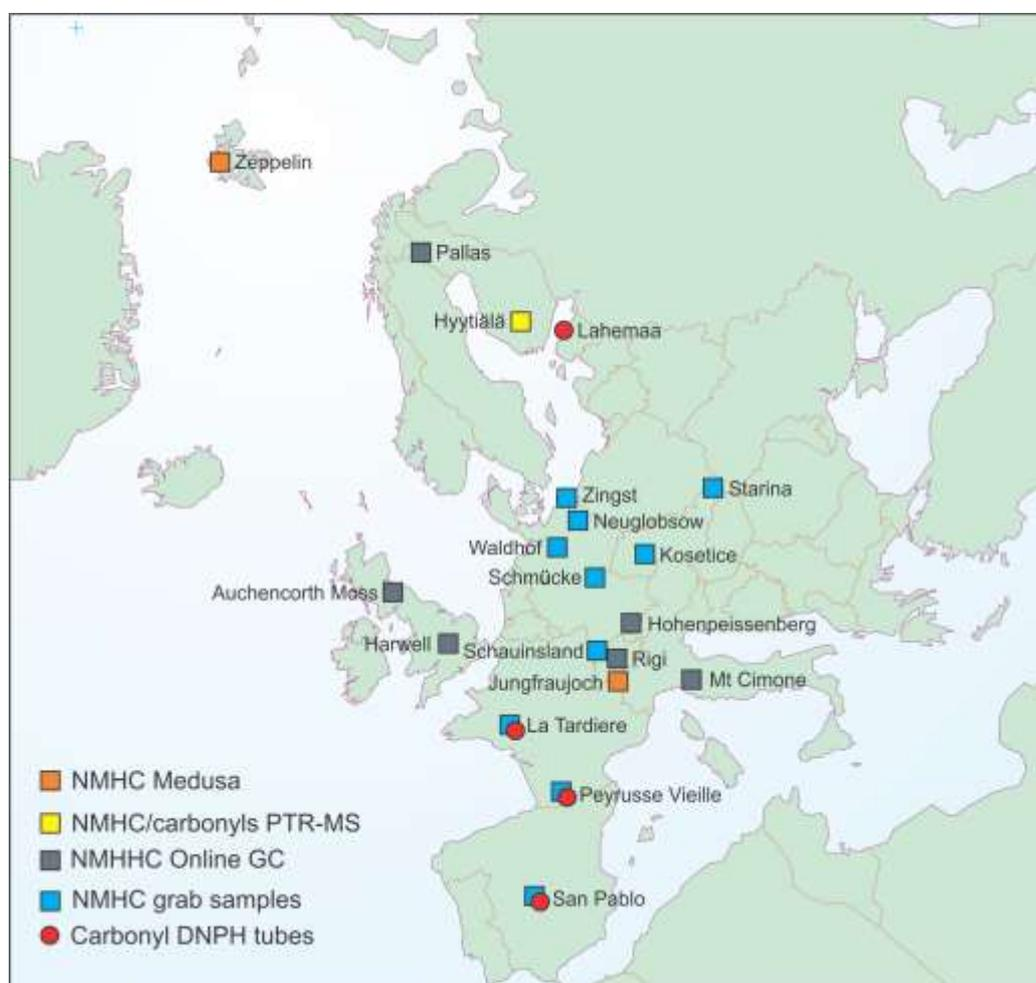 Zeppelin
Pallas
Hyytiälä
Lahemaa
Zingst
Starina
Neuglobsow
Waldhof
Kosetice
Schmücke
Auchencorth Moss
Hohenpeissenberg
Harwell
Schauinsland
Rigi
Jungfraujoch
Mt Cimone
La Tardiere
NMHC Medusa
Peyrusse Vieille
NMHC/carbonyls PTR-MS
NMHHC Online GC
NMHC grab samples
San Pablo
Carbonyl DNPH tubes